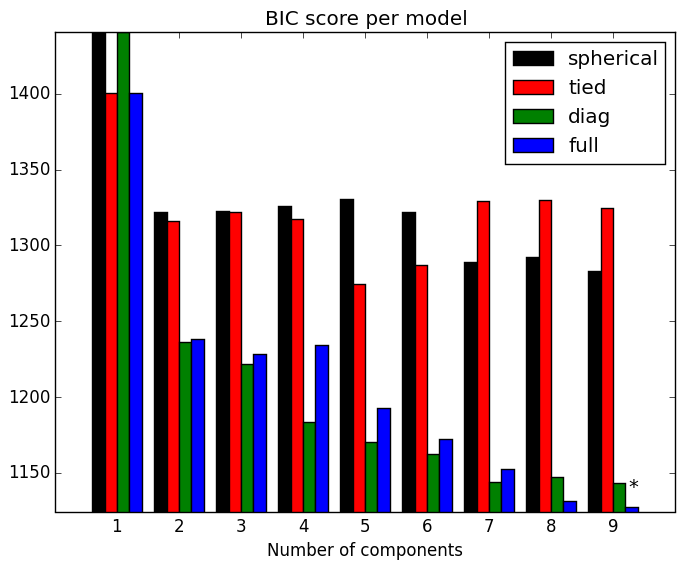 BIC score per model
spherical
tied
diag
full
1400
1350
1300
1250
1200
1150
*
1 2 3 4 5 6 7 8 9
Number of components